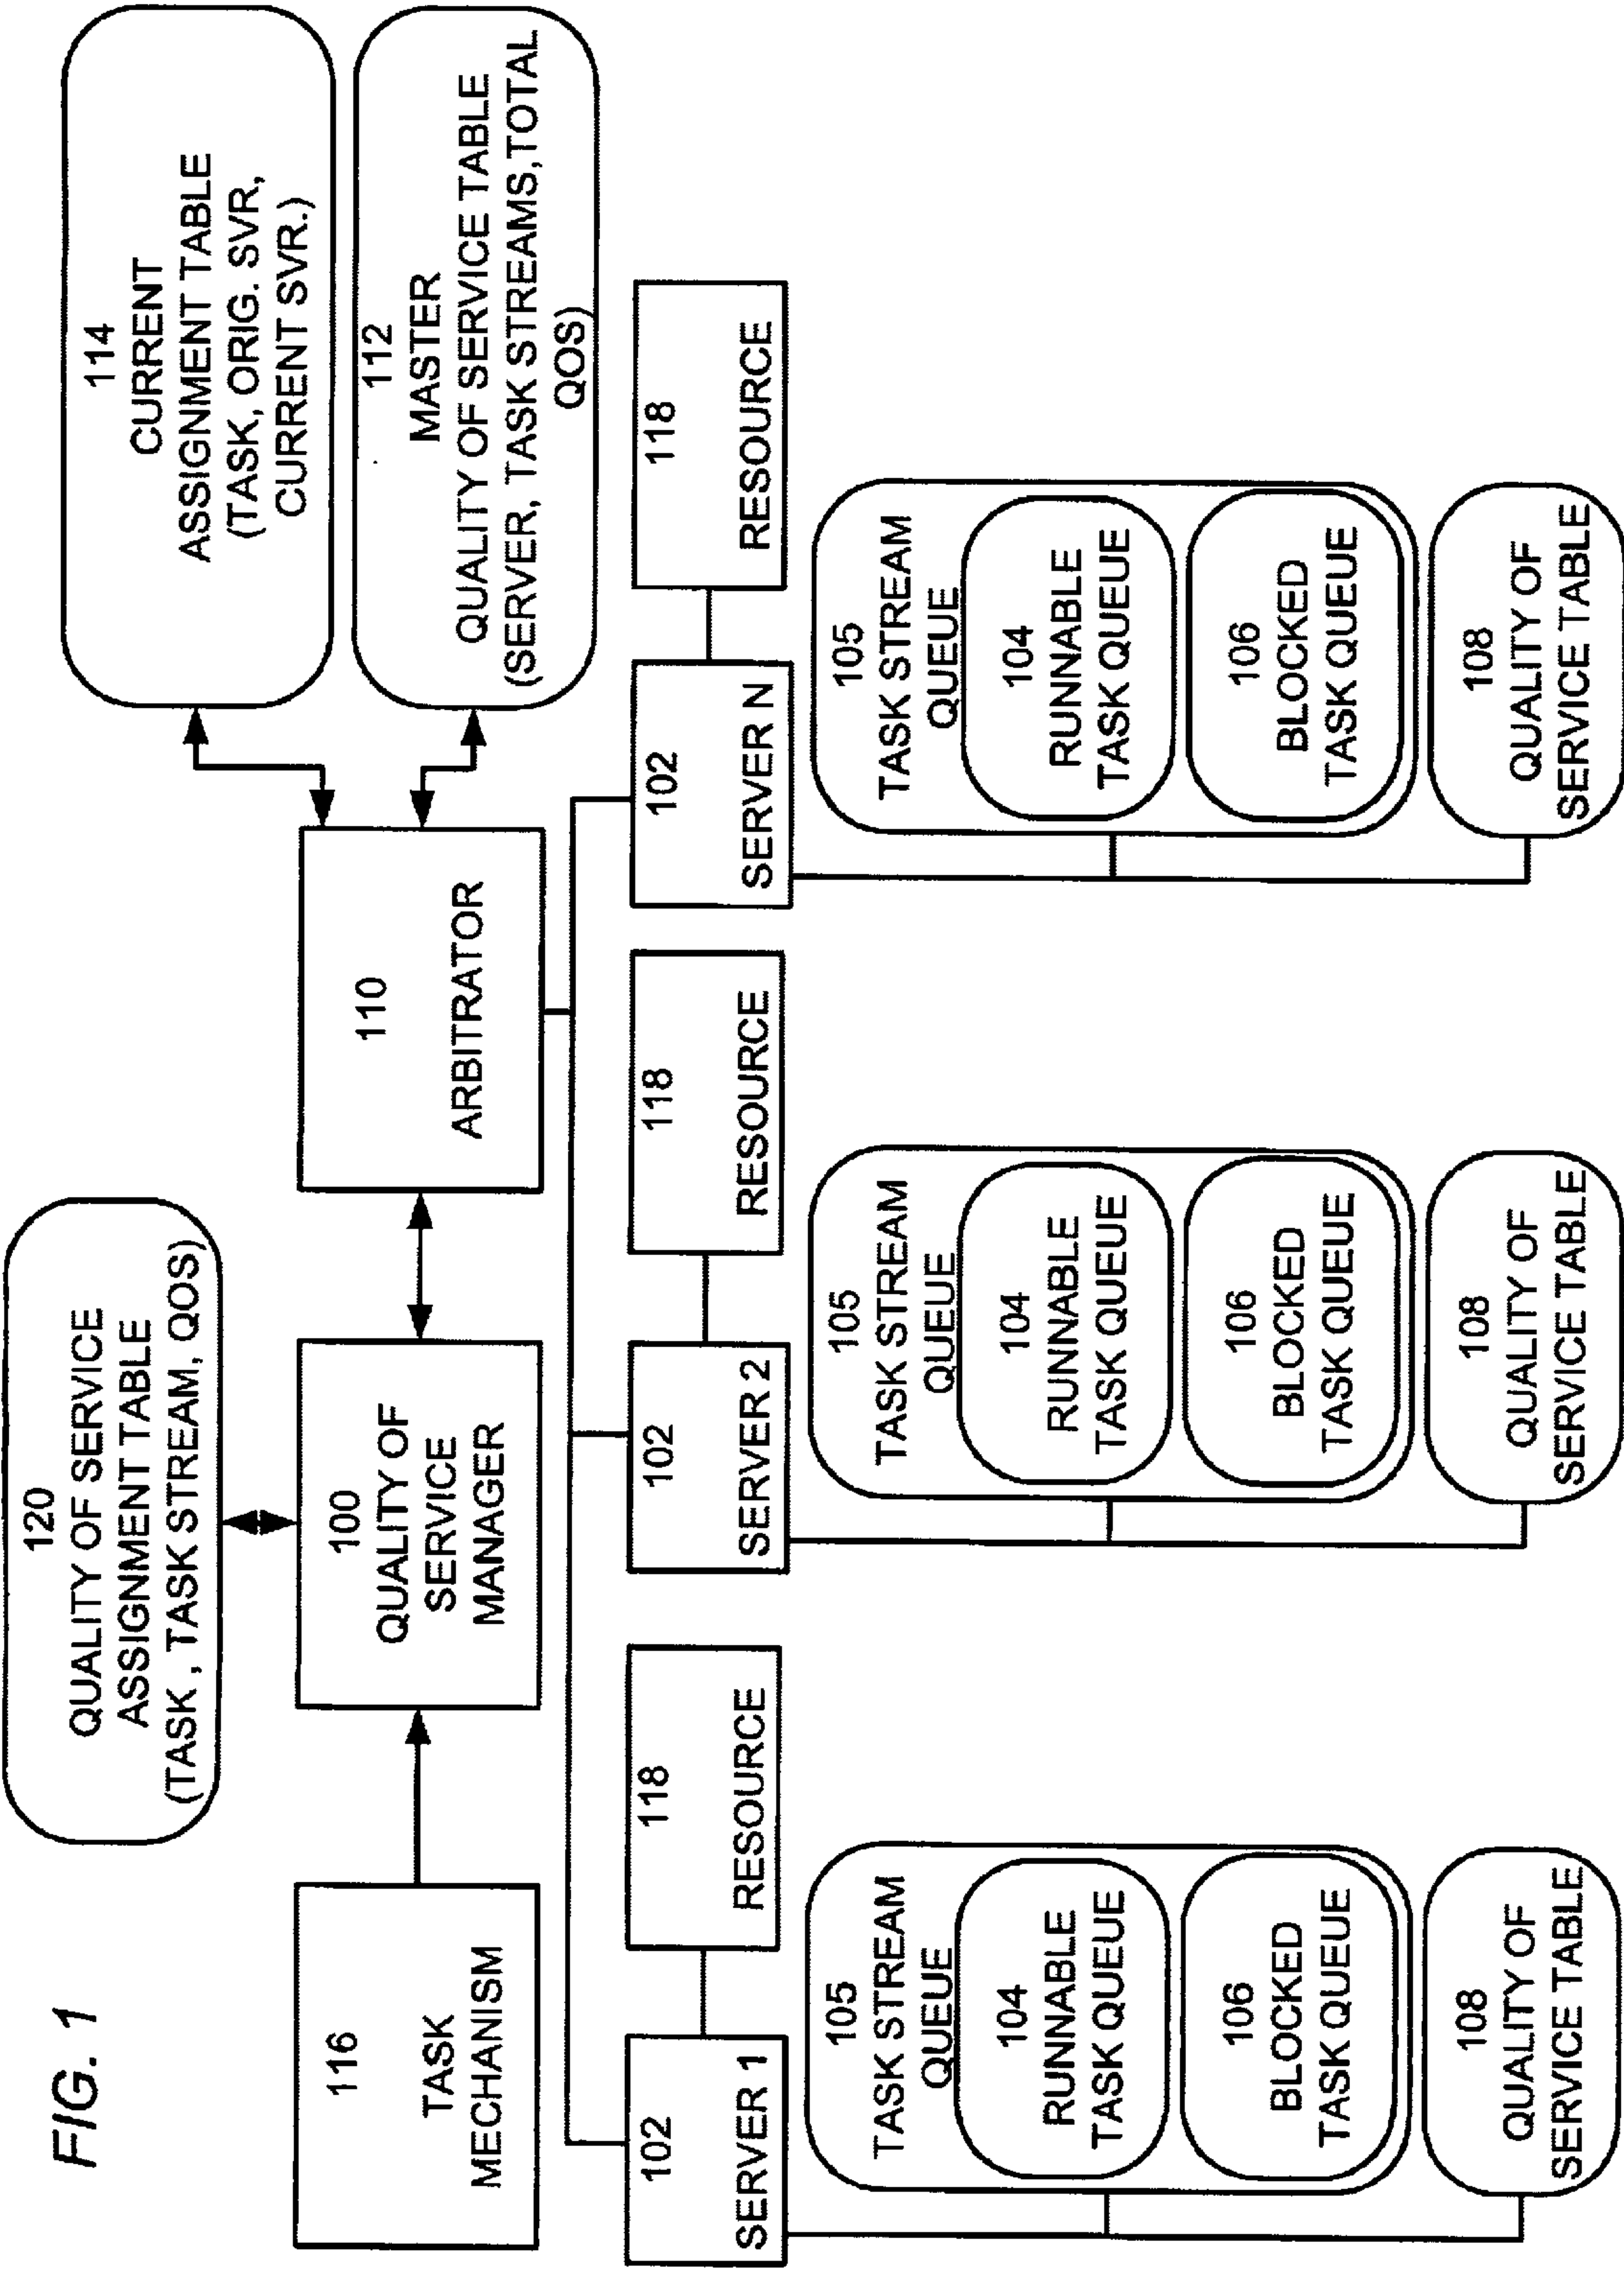 FIG. 1
120
QUALITY OF SERVICE
ASSIGNMENT TABLE
(TASK , TASK STREAM, QOS)
114
CURRENT
ASSIGNMENT TABLE
(TASK, ORIG. SVR,
CURRENT SVR.)
112
MASTER
QUALITY OF SERVICE TABLE
(SERVER, TASK STREAMS,TOTAL
QOS)
116
TASK
MECHANISM
100
QUALITY OF
SERVICE
MANAGER
110
ARBITRATOR
102
SERVER 1
118
RESOURCE
105
TASK STREAM
QUEUE
104
RUNNABLE
TASK QUEUE
106
BLOCKED
TASK QUEUE
108
QUALITY OF
SERVICE TABLE
102
SERVER 2
118
RESOURCE
105
TASK STREAM
QUEUE
104
RUNNABLE
TASK QUEUE
106
BLOCKED
TASK QUEUE
108
QUALITY OF
SERVICE TABLE
102
SERVER N
118
RESOURCE
105
TASK STREAM
QUEUE
104
RUNNABLE
TASK QUEUE
106
BLOCKED
TASK QUEUE
108
QUALITY OF
SERVICE TABLE